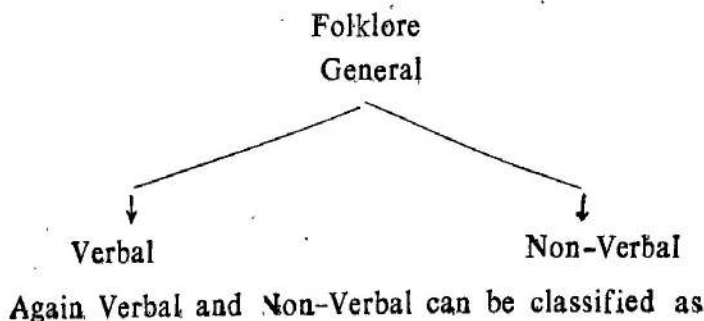 Folklore
General
Verbal Non-Verbal
Again Verbal and Non-Verbal can be classified as